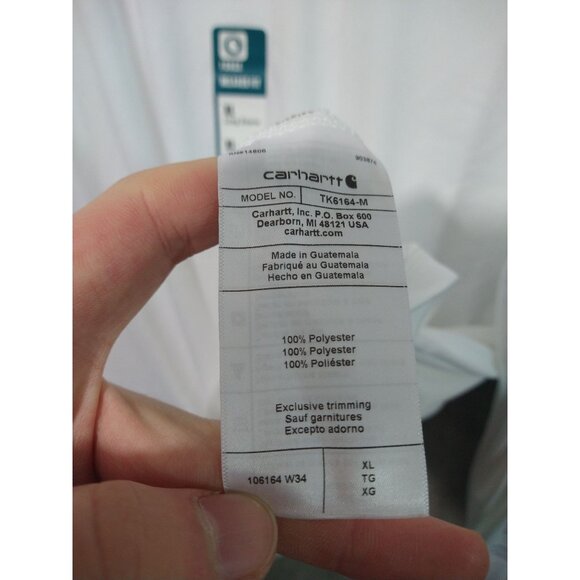 carhartt
MODEL NO. TK6164-M
Carhartt, Inc. P.O. Box 600
Dearborn, MI 48121 USA
carhartt.com
Made in Guatemala
Fabriqué au Guatemala
Hecho en Guatemala
100% Polyester
100% Polyester
100% Poliéster
Exclusive trimming
Sauf garnitures
Excepto adorno
106164 W34
XL
TG
XG